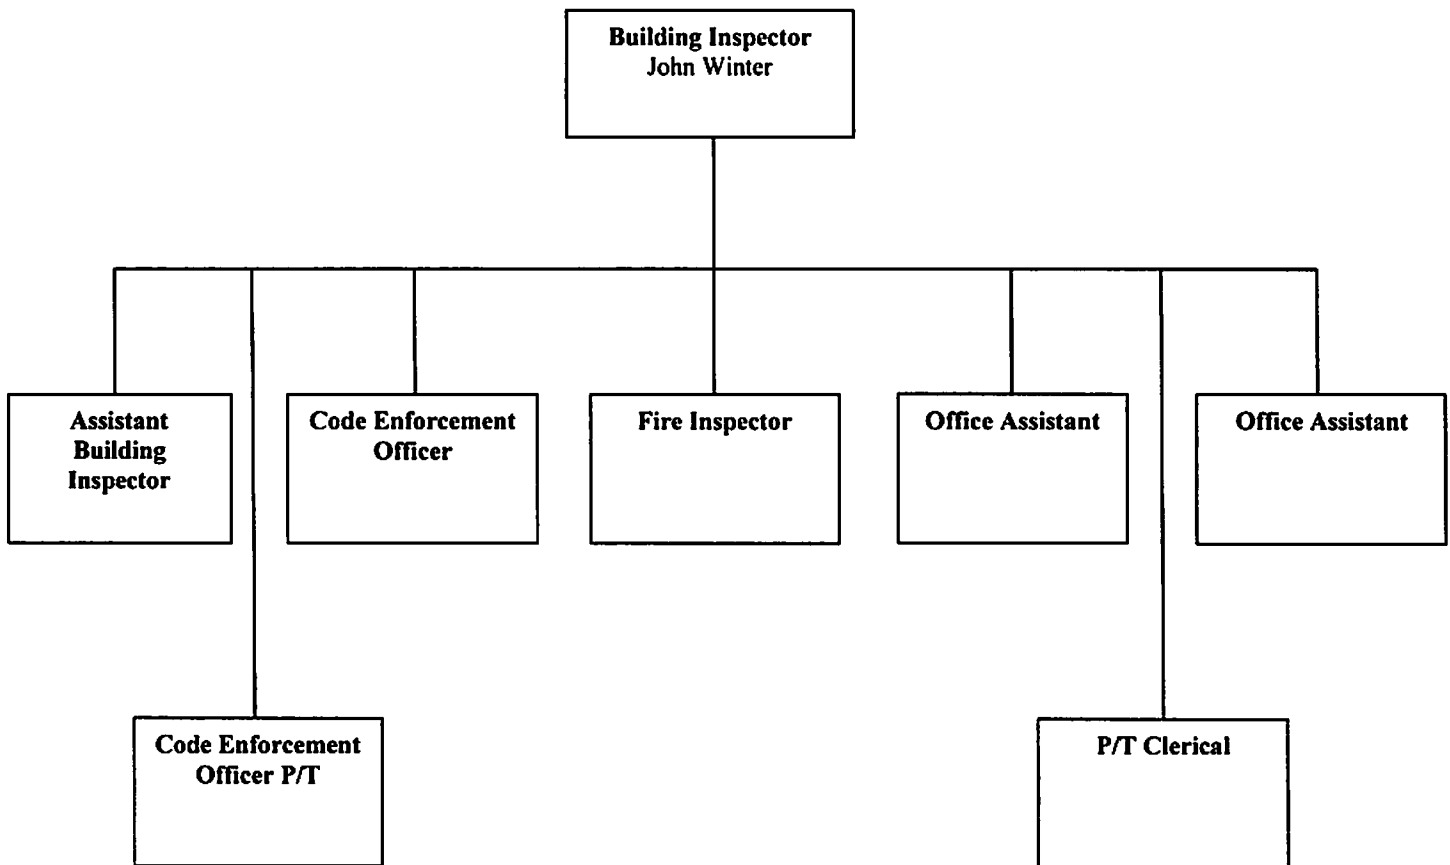 Building Inspector
John Winter
Assistant
Building
Inspector
Code Enforcement
Officer
Fire Inspector
Office Assistant
Office Assistant
Code Enforcement
Officer P/T
P/T Clerical